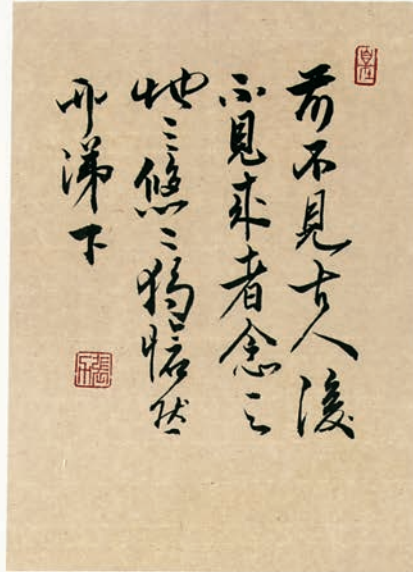 前不見古人後
不見來者念天
地之悠〻獨愴然
而涕下